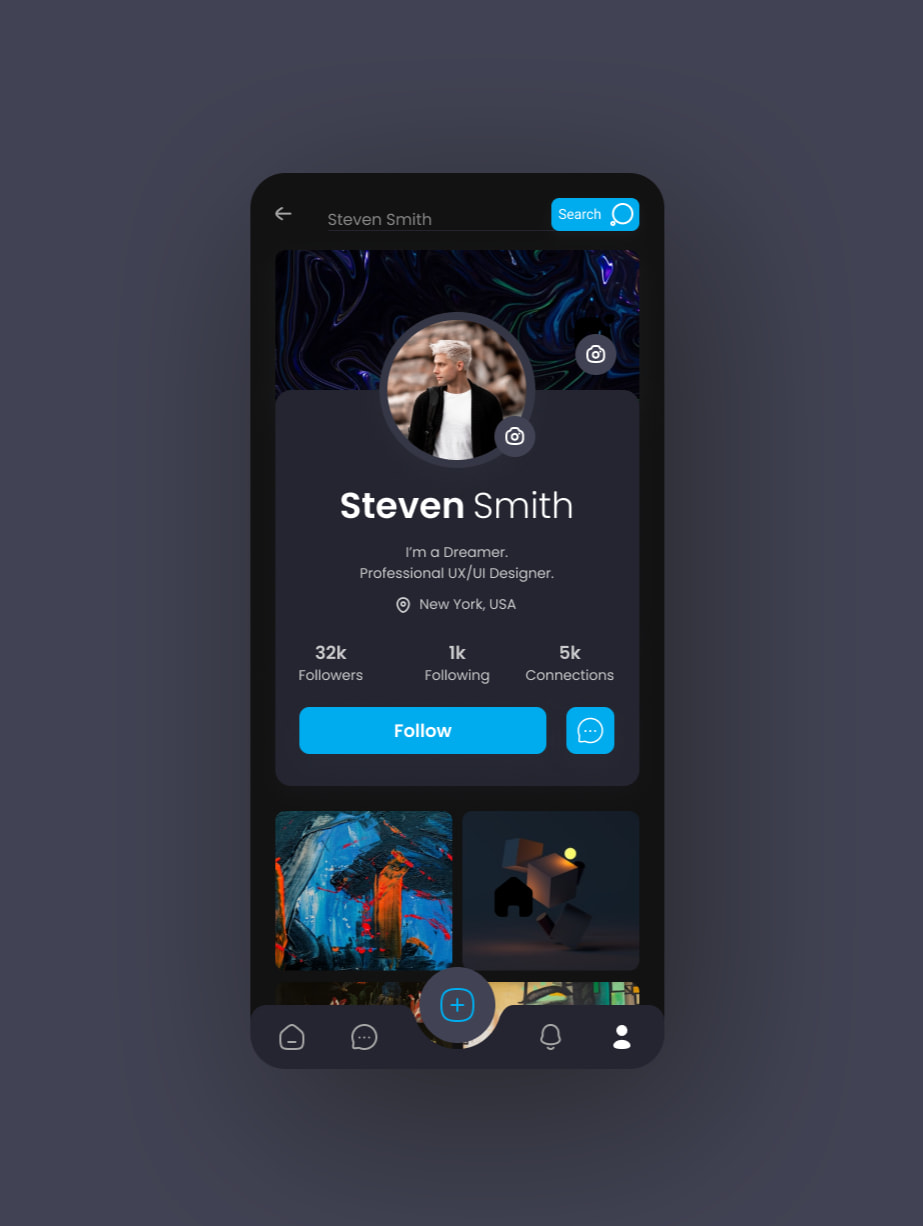 Steven Smith
Search
Steven Smith
I'm a Dreamer.
Professional UX/UI Designer.
New York, USA
32k 1k 5k
Followers Following Connections
Follow